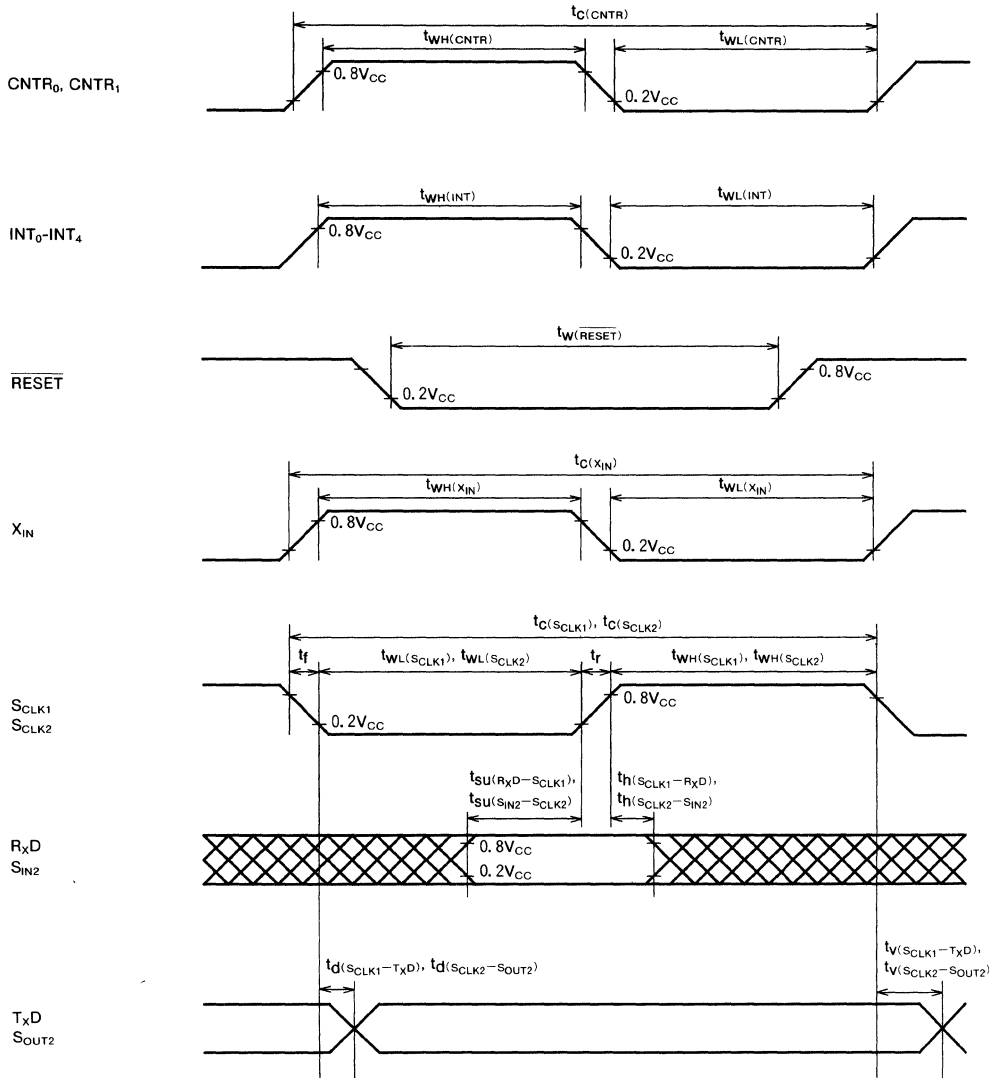 tC(CNTR)
tWH(CNTR)
tWL(CNTR)
CNTR0, CNTR1
0.8VCC
0.2VCC
tWH(INT)
tWL(INT)
INT0-INT4
0.8VCC
0.2VCC
tW(RESET)
RESET
0.2VCC
0.8VCC
tC(XIN)
tWH(XIN)
tWL(XIN)
XIN
0.8VCC
0.2VCC
tC(SCLK1), tC(SCLK2)
tf
tWL(SCLK1), tWL(SCLK2)
tr
tWH(SCLK1), tWH(SCLK2)
SCLK1
SCLK2
0.2VCC
0.8VCC
tsu(RXD-SCLK1),
tsu(SIN2-SCLK2)
th(SCLK1-RXD),
th(SCLK2-SIN2)
RXD
SIN2
0.8VCC
0.2VCC
td(SCLK1-TXD), td(SCLK2-SOUT2)
tV(SCLK1-TXD),
tV(SCLK2-SOUT2)
TXD
SOUT2